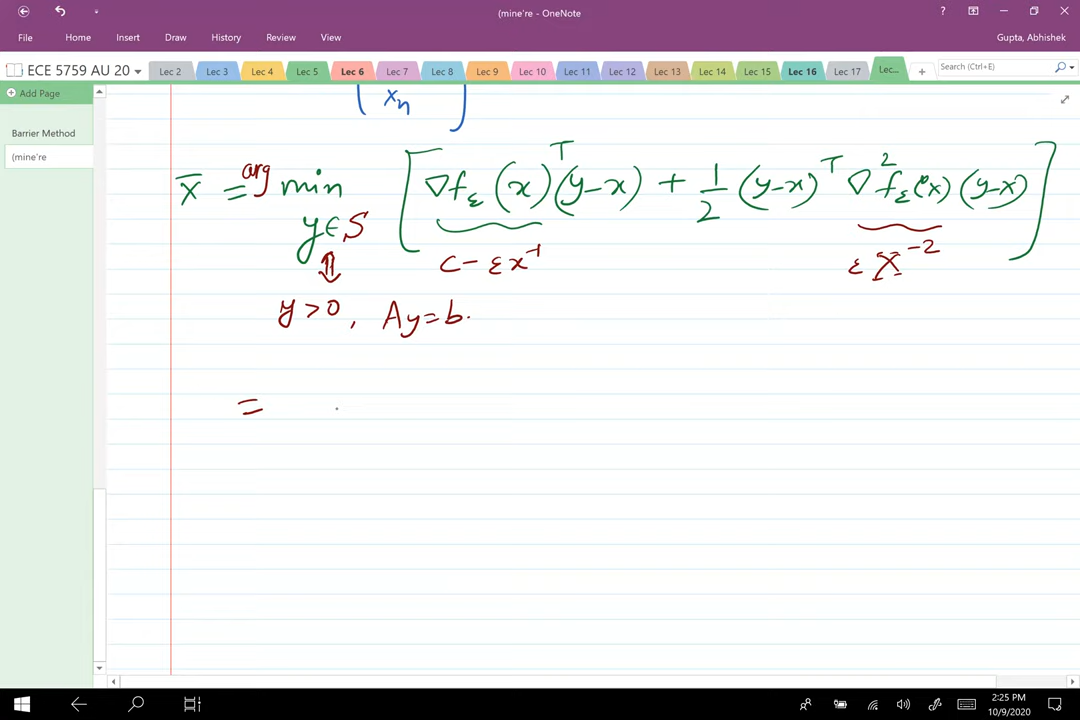 (mine're - OneNote
?
Gupta, Abhishek
File Home Insert Draw History Review View
ECE 5759 AU 20 Lec 2 Lec 3 Lec 4 Lec 5 Lec 6 Lec 7 Lec 8 Lec 9 Lec 10 Lec 11 Lec 12 Lec 13 Lec 14 Lec 15 Lec 16 Lec 17 Lec... + Search (Ctrl+E)
Add Page
Barrier Method
(mine're
xₙ
x̄ = arg min [∇f_ε(x)ᵀ(y-x) + 1/2 (y-x)ᵀ ∇²f_ε(x)(y-x)]
y∈S
c - εx⁻¹ εX⁻²
⇕
y > 0, Ay = b.
=
2:25 PM
10/9/2020